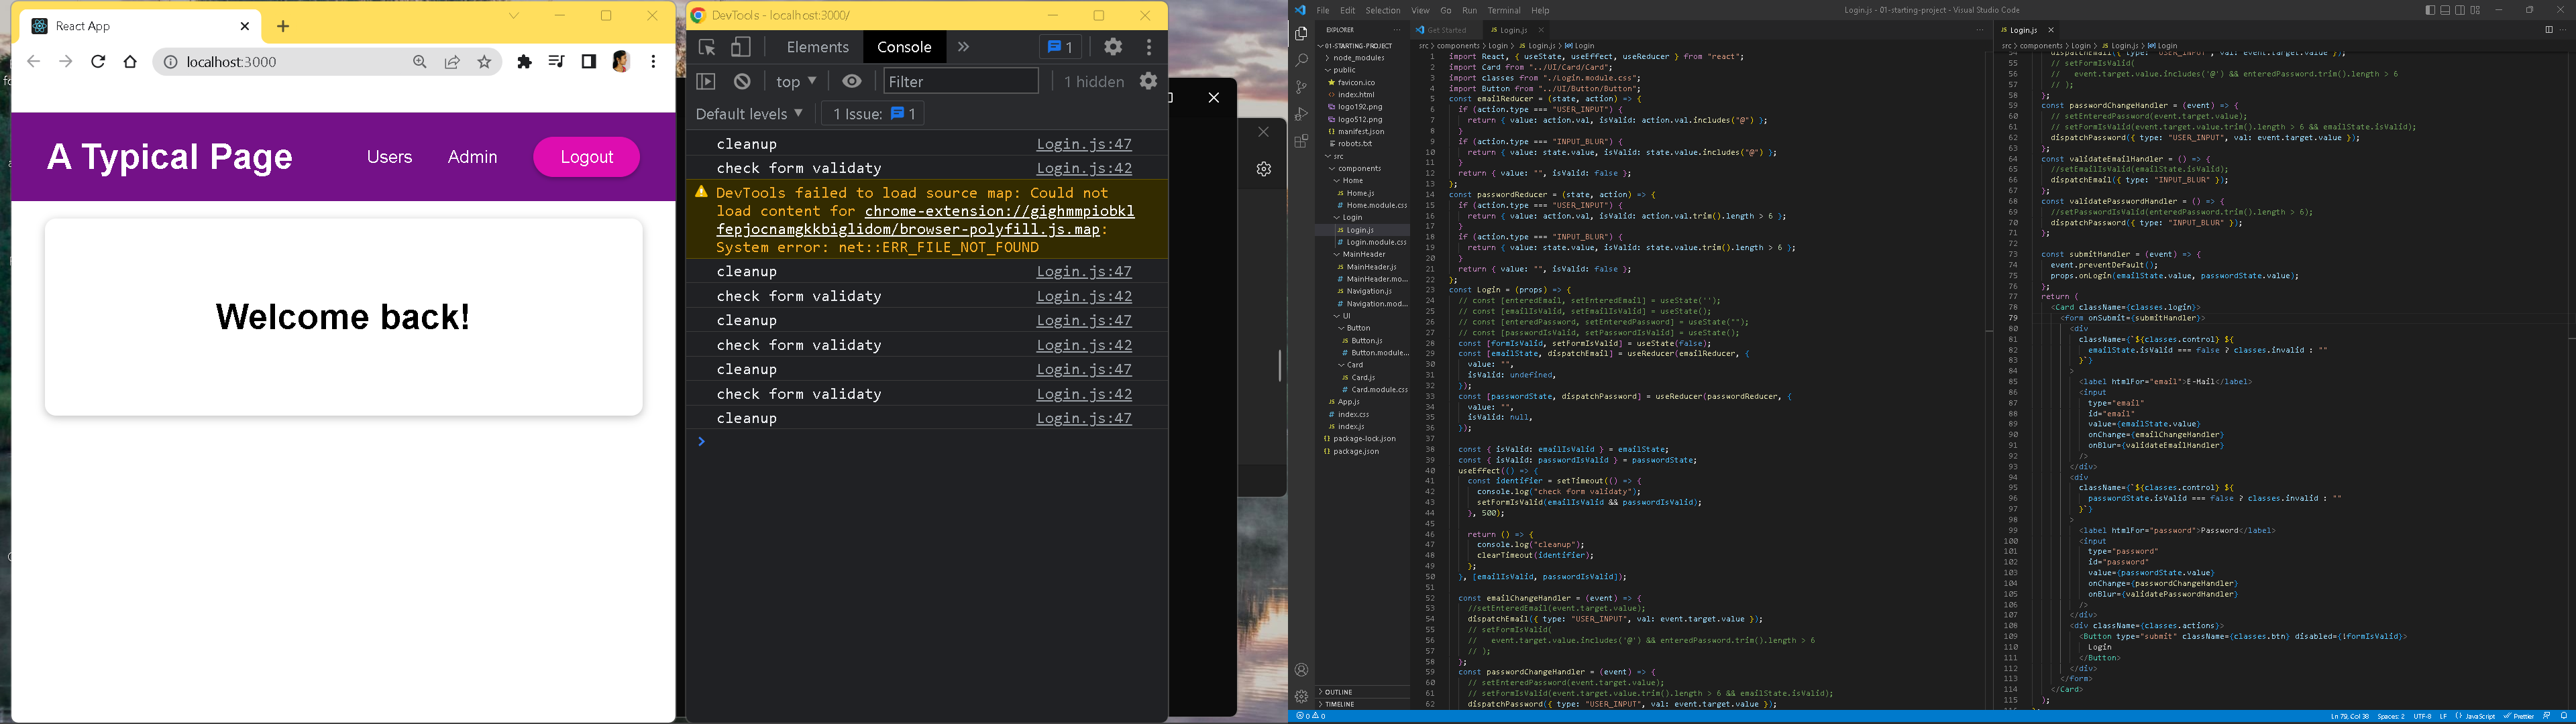 React App
localhost:3000
A Typical Page
Users
Admin
Logout
Welcome back!
DevTools - localhost:3000/
Elements
Console
1
top
Filter
1 hidden
Default levels
1 Issue:
1
cleanup Login.js:47
check form validaty Login.js:42
DevTools failed to load source map: Could not
load content for chrome-extension://gighmmpiobkl
fepjocnamgkkbiglidom/browser-polyfill.js.map:
System error: net::ERR_FILE_NOT_FOUND
cleanup Login.js:47
check form validaty Login.js:42
cleanup Login.js:47
check form validaty Login.js:42
cleanup Login.js:47
check form validaty Login.js:42
cleanup Login.js:47
File Edit Selection View Go Run Terminal Help
Login.js - 01-starting-project - Visual Studio Code
EXPLORER
01-STARTING-PROJECT
node_modules
public
favicon.ico
index.html
logo192.png
logo512.png
manifest.json
robots.txt
src
components
Home
Home.js
Home.module.css
Login
Login.js
Login.module.css
MainHeader
MainHeader.js
MainHeader.mo...
Navigation.js
Navigation.mod...
UI
Button
Button.js
Button.module...
Card
Card.js
Card.module.css
App.js
index.css
index.js
package-lock.json
package.json
OUTLINE
TIMELINE
Get Started
Login.js
src > components > Login > Login.js > Login
1 import React, { useState, useEffect, useReducer } from "react";
2 import Card from "../UI/Card/Card";
3 import classes from "./Login.module.css";
4 import Button from "../UI/Button/Button";
5 const emailReducer = (state, action) => {
6 if (action.type === "USER_INPUT") {
7 return { value: action.val, isValid: action.val.includes("@") };
8 }
9 if (action.type === "INPUT_BLUR") {
10 return { value: state.value, isValid: state.value.includes("@") };
11 }
12 return { value: "", isValid: false };
13 };
14 const passwordReducer = (state, action) => {
15 if (action.type === "USER_INPUT") {
16 return { value: action.val, isValid: action.val.trim().length > 6 };
17 }
18 if (action.type === "INPUT_BLUR") {
19 return { value: state.value, isValid: state.value.trim().length > 6 };
20 }
21 return { value: "", isValid: false };
22 };
23 const Login = (props) => {
24 // const [enteredEmail, setEnteredEmail] = useState('');
25 // const [emailIsValid, setEmailIsValid] = useState();
26 // const [enteredPassword, setEnteredPassword] = useState("");
27 // const [passwordIsValid, setPasswordIsValid] = useState();
28 const [formIsValid, setFormIsValid] = useState(false);
29 const [emailState, dispatchEmail] = useReducer(emailReducer, {
30 value: "",
31 isValid: undefined,
32 });
33 const [passwordState, dispatchPassword] = useReducer(passwordReducer, {
34 value: "",
35 isValid: null,
36 });
37
38 const { isValid: emailIsValid } = emailState;
39 const { isValid: passwordIsValid } = passwordState;
40 useEffect(() => {
41 const identifier = setTimeout(() => {
42 console.log("check form validaty");
43 setFormIsValid(emailIsValid && passwordIsValid);
44 }, 500);
45
46 return () => {
47 console.log("cleanup");
48 clearTimeout(identifier);
49 };
50 }, [emailIsValid, passwordIsValid]);
51
52 const emailChangeHandler = (event) => {
53 //setEnteredEmail(event.target.value);
54 dispatchEmail({ type: "USER_INPUT", val: event.target.value });
55 // setFormIsValid(
56 // event.target.value.includes('@') && enteredPassword.trim().length > 6
57 // );
58 };
59 const passwordChangeHandler = (event) => {
60 // setEnteredPassword(event.target.value);
61 // setFormIsValid(event.target.value.trim().length > 6 && emailState.isValid);
62 dispatchPassword({ type: "USER_INPUT", val: event.target.value });
Login.js
src > components > Login > Login.js > Login
54 dispatchEmail({ type: "USER_INPUT", val: event.target.value });
55 // setFormIsValid(
56 // event.target.value.includes('@') && enteredPassword.trim().length > 6
57 // );
58 };
59 const passwordChangeHandler = (event) => {
60 // setEnteredPassword(event.target.value);
61 // setFormIsValid(event.target.value.trim().length > 6 && emailState.isValid);
62 dispatchPassword({ type: "USER_INPUT", val: event.target.value });
63 };
64 const validateEmailHandler = () => {
65 //setEmailIsValid(emailState.isValid);
66 dispatchEmail({ type: "INPUT_BLUR" });
67 };
68 const validatePasswordHandler = () => {
69 //setPasswordIsValid(enteredPassword.trim().length > 6);
70 dispatchPassword({ type: "INPUT_BLUR" });
71 };
72
73 const submitHandler = (event) => {
74 event.preventDefault();
75 props.onLogin(emailState.value, passwordState.value);
76 };
77 return (
78 <Card className={classes.login}>
79 <form onSubmit={submitHandler}>
80 <div
81 className={`${classes.control} ${
82 emailState.isValid === false ? classes.invalid : ""
83 }`}
84 >
85 <label htmlFor="email">E-Mail</label>
86 <input
87 type="email"
88 id="email"
89 value={emailState.value}
90 onChange={emailChangeHandler}
91 onBlur={validateEmailHandler}
92 />
93 </div>
94 <div
95 className={`${classes.control} ${
96 passwordState.isValid === false ? classes.invalid : ""
97 }`}
98 >
99 <label htmlFor="password">Password</label>
100 <input
101 type="password"
102 id="password"
103 value={passwordState.value}
104 onChange={passwordChangeHandler}
105 onBlur={validatePasswordHandler}
106 />
107 </div>
108 <div className={classes.actions}>
109 <Button type="submit" className={classes.btn} disabled={!formIsValid}>
110 Login
111 </Button>
112 </div>
113 </form>
114 </Card>
115 );
0 0
Ln 79, Col 38 Spaces: 2 UTF-8 LF JavaScript Prettier